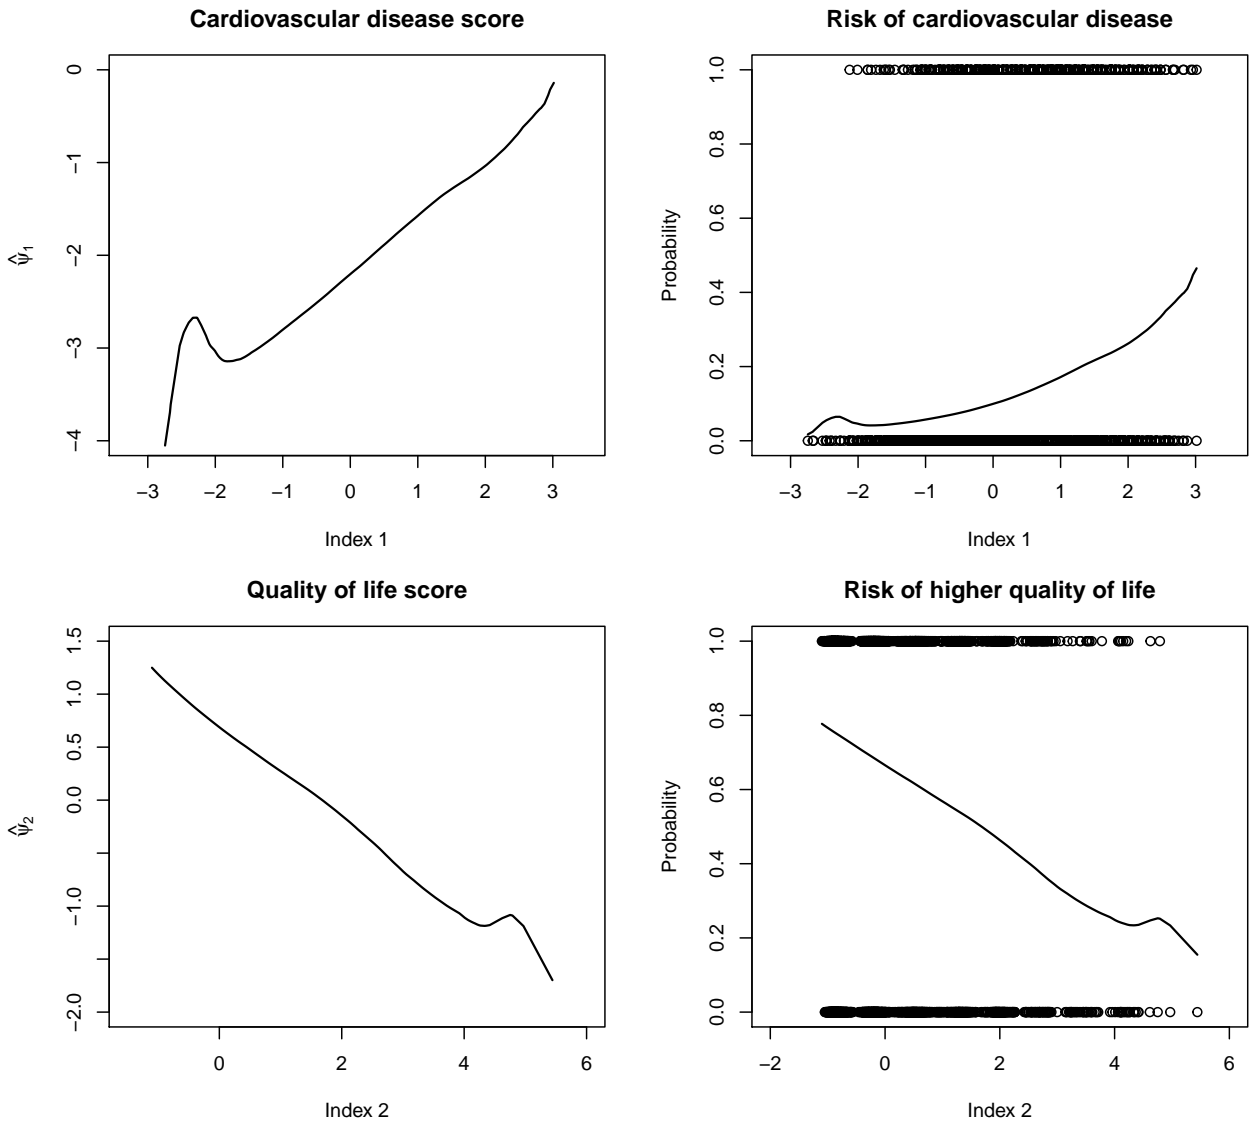 Cardiovascular disease score
0
−1
−2
−3
−4
ψ̂1
−3 −2 −1 0 1 2 3
Index 1
Risk of cardiovascular disease
1.0
0.8
0.6
0.4
0.2
0.0
Probability
−3 −2 −1 0 1 2 3
Index 1
Quality of life score
1.5
1.0
0.5
0.0
−1.0
−2.0
ψ̂2
0 2 4 6
Index 2
Risk of higher quality of life
1.0
0.8
0.6
0.4
0.2
0.0
Probability
−2 0 2 4 6
Index 2